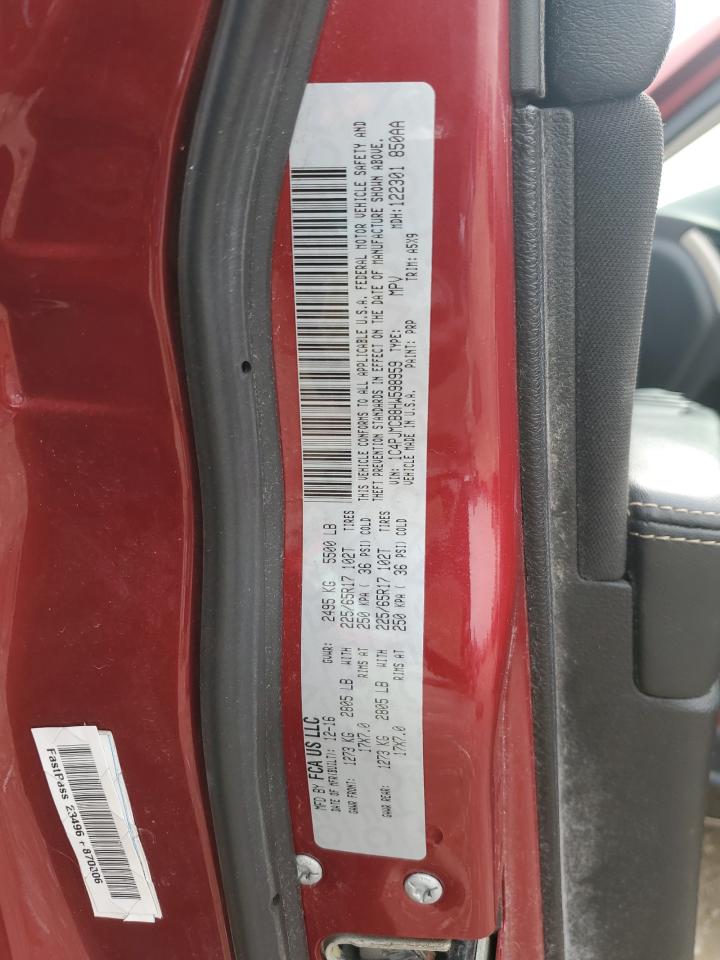 MFD BY FCA US LLC
DATE OF MFR(BUILT): 12-16 GVWR: 2495 KG 5500 LB
GAWR FRONT: 1273 KG 2805 LB WITH 225/65R17 102T TIRES
17X7.0 RIMS AT 250 KPA ( 36 PSI) COLD
GAWR REAR: 1273 KG 2805 LB WITH 225/65R17 102T TIRES
17X7.0 RIMS AT 250 KPA ( 36 PSI) COLD
THIS VEHICLE CONFORMS TO ALL APPLICABLE U.S.A. FEDERAL MOTOR VEHICLE SAFETY AND
THEFT PREVENTION STANDARDS IN EFFECT ON THE DATE OF MANUFACTURE SHOWN ABOVE.
VIN: 1C4PJMCB8HW598959 TYPE: MPV MDH: 122301 850AA
VEHICLE MADE IN U.S.A. PAINT: PRP TRIM: A5X9
FastPass 23496 r 870206